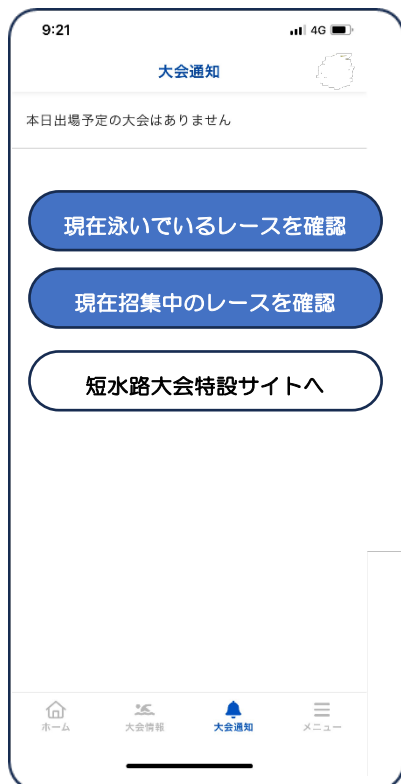 9:21
4G
大会通知
本日出場予定の大会はありません
現在泳いでいるレースを確認
現在招集中のレースを確認
短水路大会特設サイトへ
ホーム
大会情報
大会通知
メニュー